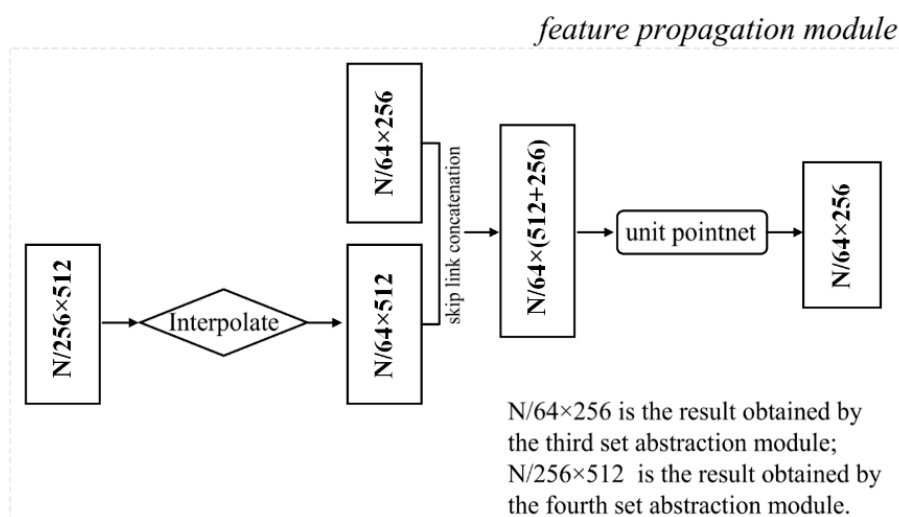 feature propagation module
N/256×512
Interpolate
N/64×256
N/64×512
skip link concatenation
N/64×(512+256)
unit pointnet
N/64×256
N/64×256 is the result obtained by
the third set abstraction module;
N/256×512 is the result obtained by
the fourth set abstraction module.